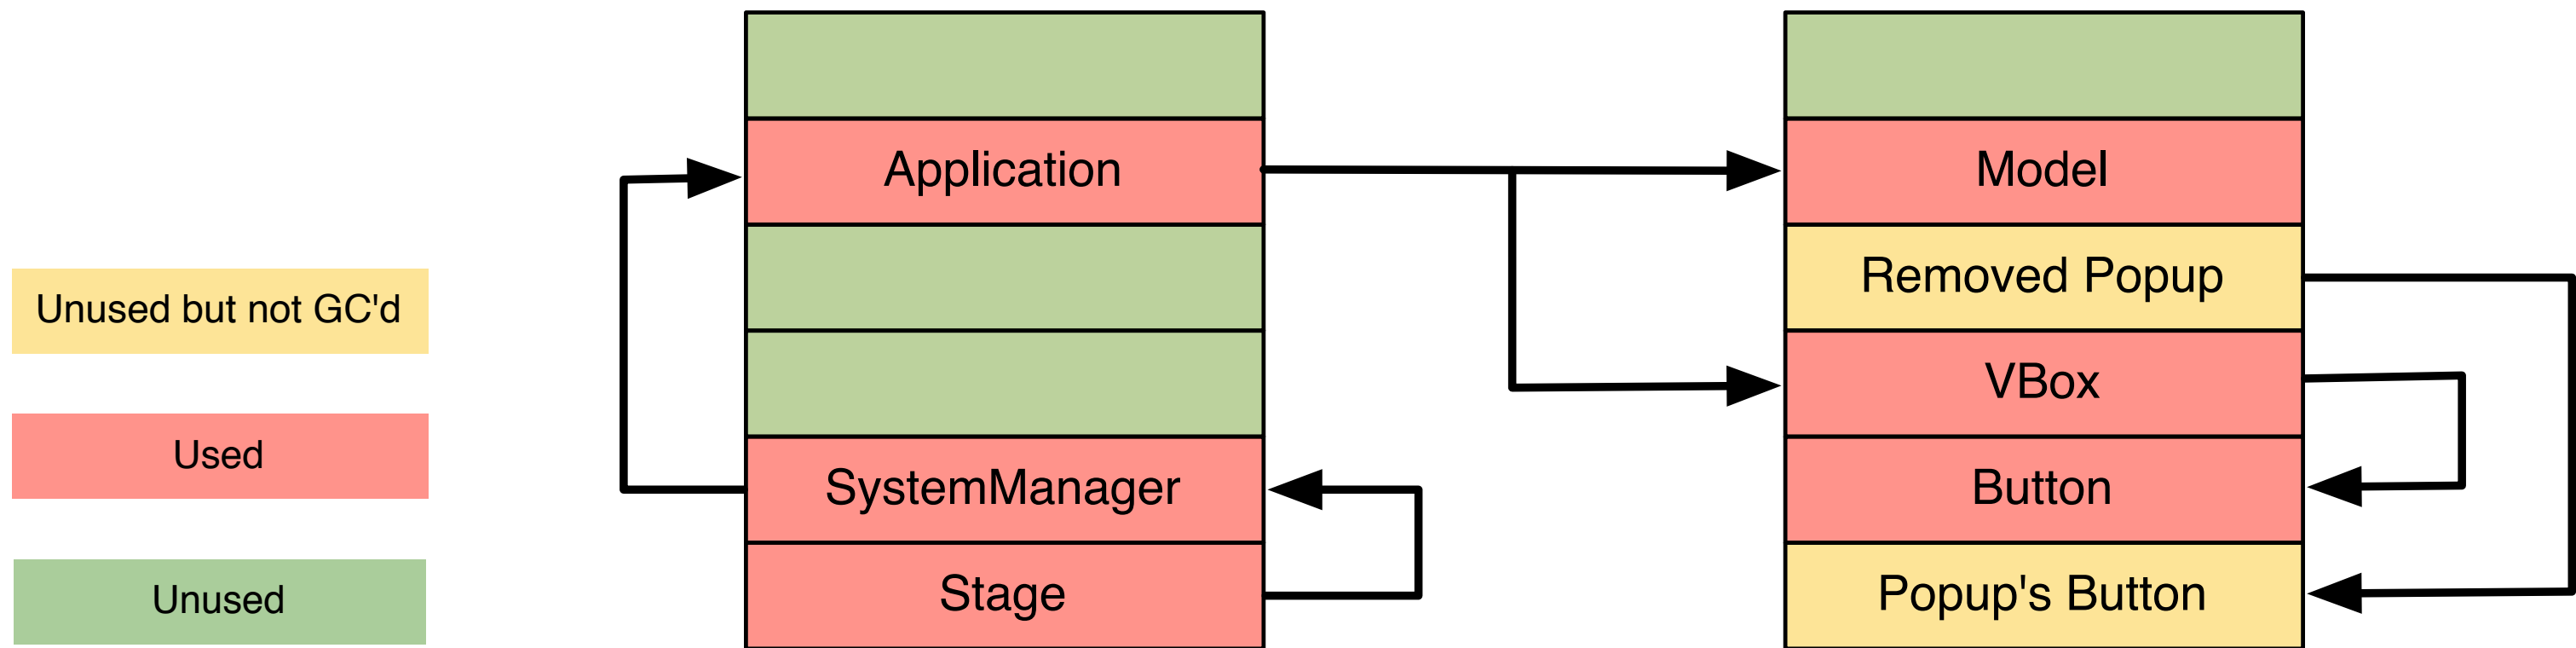 Unused but not GC'd
Used
Unused
Application
SystemManager
Stage
Model
Removed Popup
VBox
Button
Popup's Button